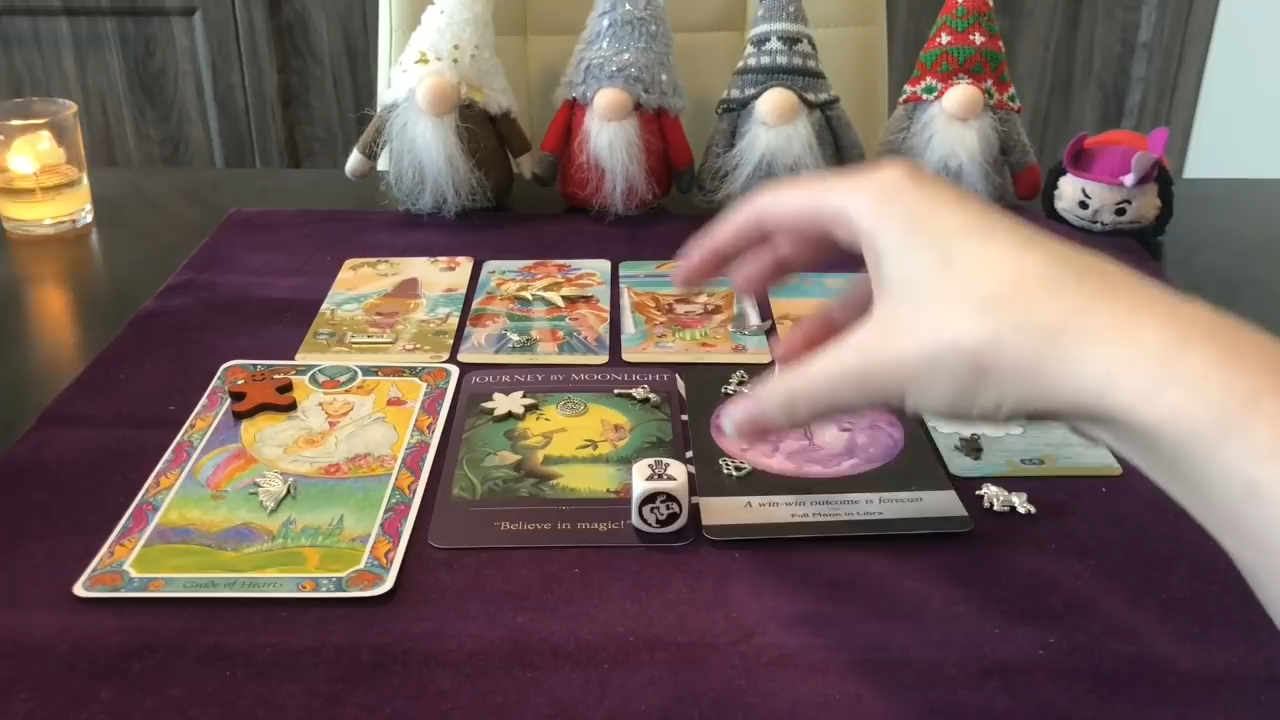 JOURNEY BY MOONLIGHT
"Believe in magic!"
A win-win outcome is forecast
Full Moon in Libra
Guide of Hearts